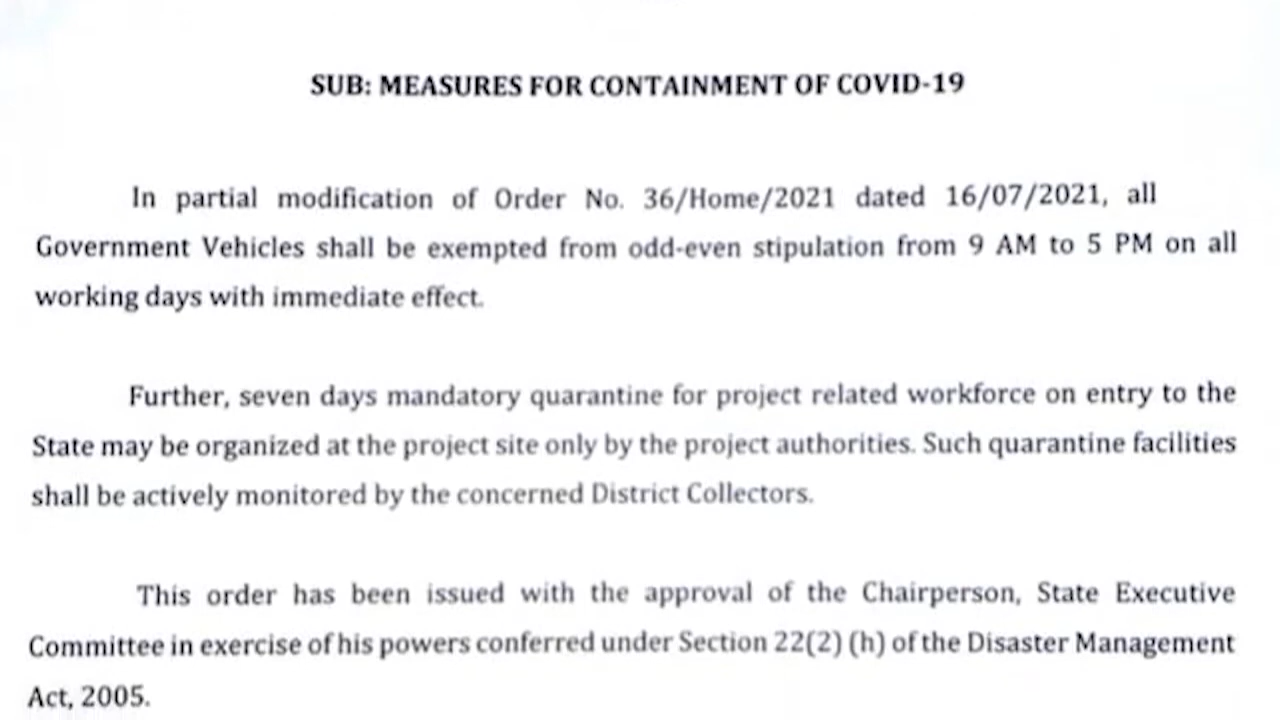 SUB: MEASURES FOR CONTAINMENT OF COVID-19
In partial modification of Order No. 36/Home/2021 dated 16/07/2021, all
Government Vehicles shall be exempted from odd-even stipulation from 9 AM to 5 PM on all
working days with immediate effect.
Further, seven days mandatory quarantine for project related workforce on entry to the
State may be organized at the project site only by the project authorities. Such quarantine facilities
shall be actively monitored by the concerned District Collectors.
This order has been issued with the approval of the Chairperson, State Executive
Committee in exercise of his powers conferred under Section 22(2) (h) of the Disaster Management
Act, 2005.